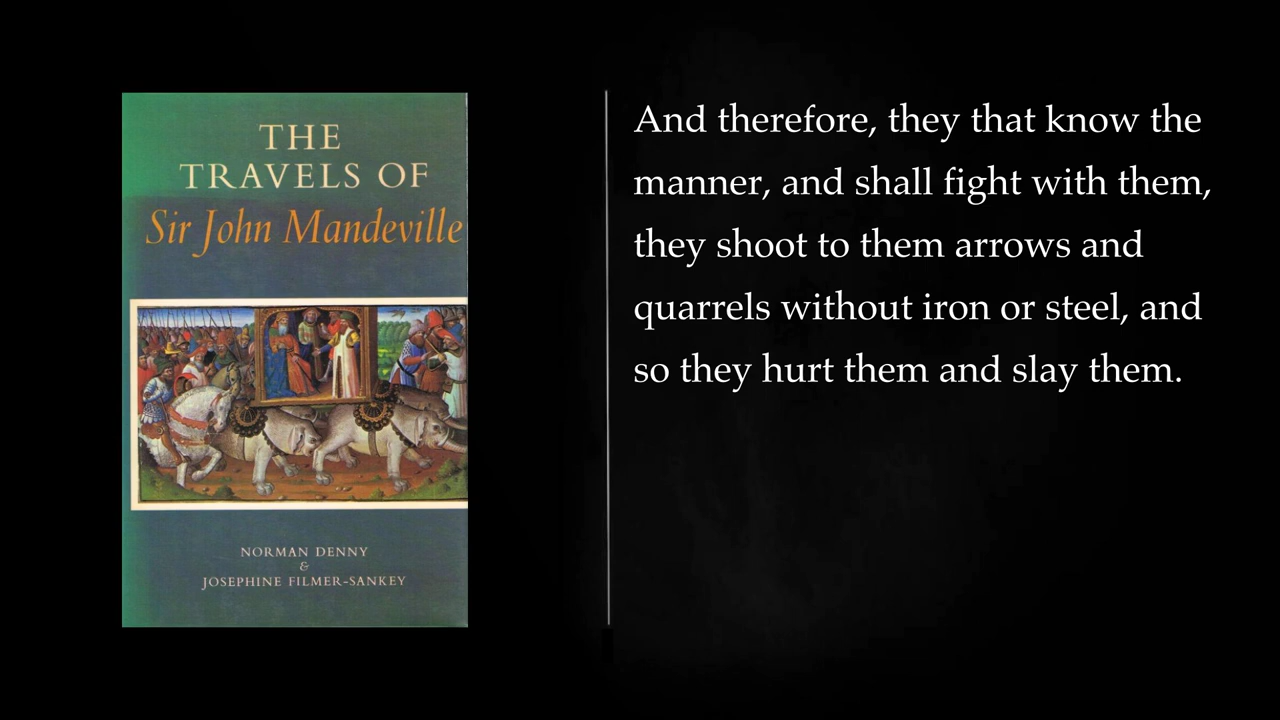 THE
TRAVELS OF
Sir John Mandeville
NORMAN DENNY
&
JOSEPHINE FILMER-SANKEY
And therefore, they that know the
manner, and shall fight with them,
they shoot to them arrows and
quarrels without iron or steel, and
so they hurt them and slay them.